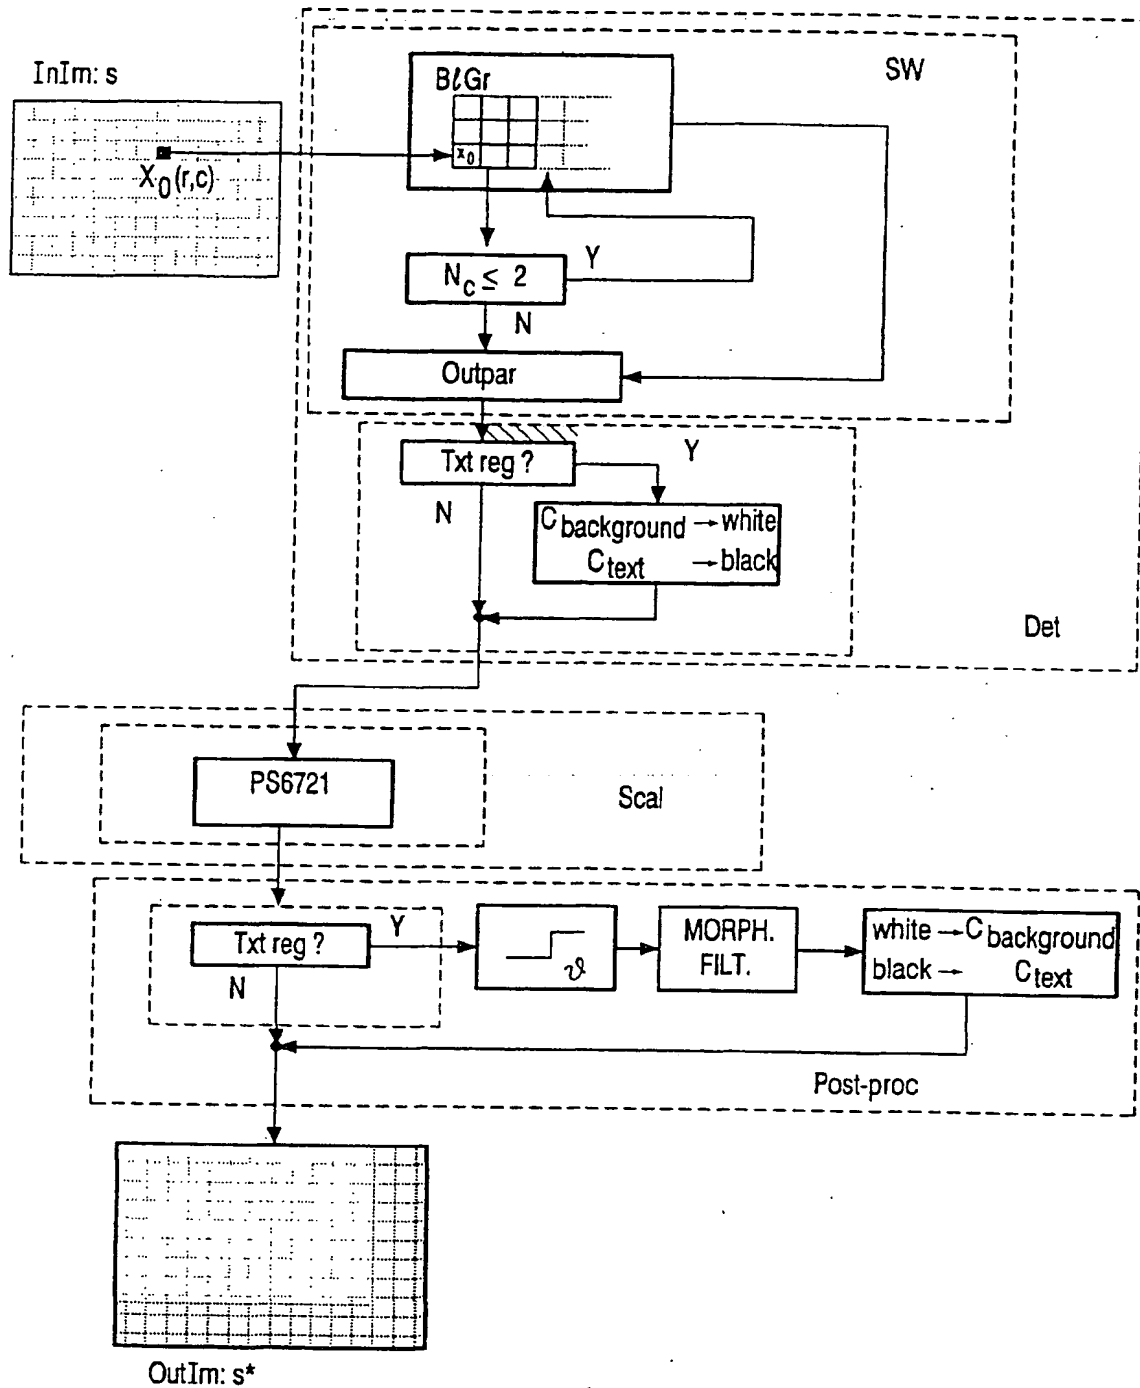 InIm: s
X0(r,c)
SW
BℓGr
x0
Nc ≤ 2
Y
N
Outpar
Txt reg ?
Y
N
Cbackground → white
Ctext → black
Det
PS6721
Scal
Txt reg ?
Y
N
ϑ
MORPH.
FILT.
white → Cbackground
black → Ctext
Post-proc
OutIm: s*